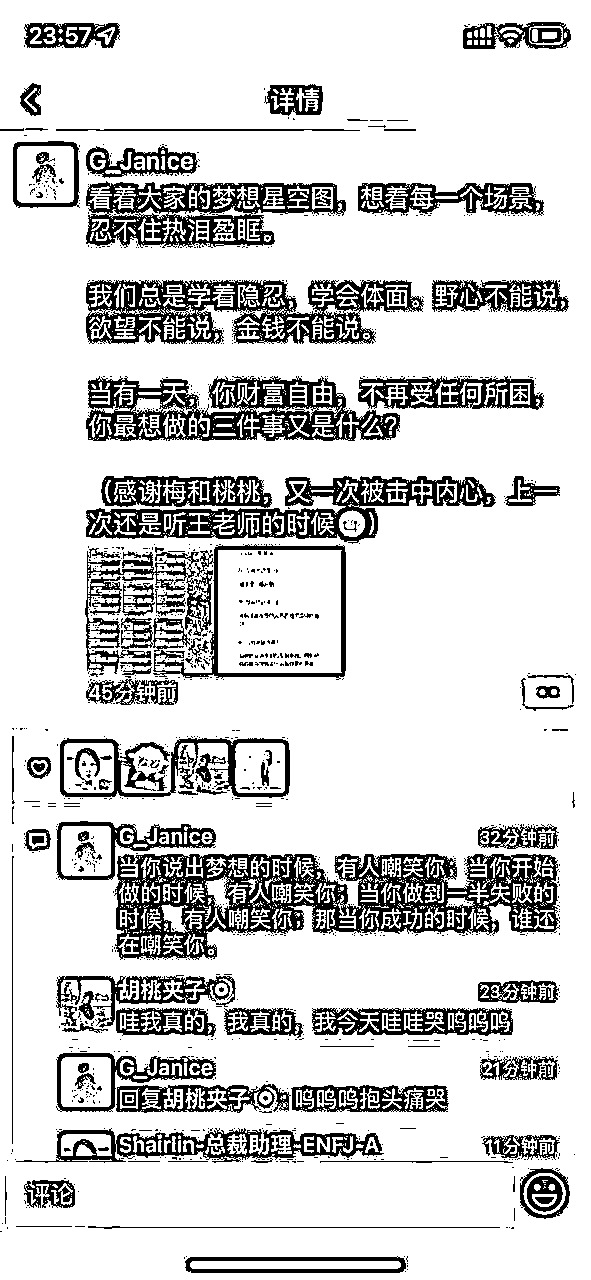 23:57
详情
G_Janice
看着大家的梦想星空图，想着每一个场景，
忍不住热泪盈眶。
我们总是学着隐忍，学会体面。野心不能说，
欲望不能说，金钱不能说。
当有一天，你财富自由，不再受任何所困，
你最想做的三件事又是什么？
（感谢梅和桃桃，又一次被击中内心，上一
次还是听王老师的时候）
45分钟前
G_Janice
32分钟前
当你说出梦想的时候，有人嘲笑你；当你开始
做的时候，有人嘲笑你；当你做到一半失败的
时候，有人嘲笑你；那当你成功的时候，谁还
在嘲笑你。
胡桃夹子
23分钟前
哇我真的，我真的，我今天哇哇哭呜呜呜
G_Janice
21分钟前
回复胡桃夹子：呜呜呜抱头痛哭
Shairlin-总裁助理-ENFJ-A
11分钟前
评论